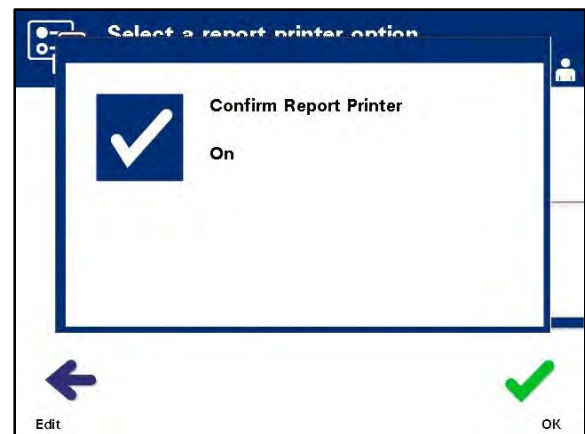 Select a report printer option
Confirm Report Printer
On
Edit
OK